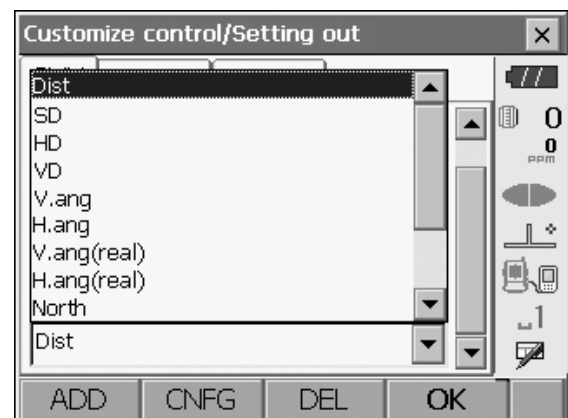 Customize control/Setting out
Dist
SD
HD
VD
V.ang
H.ang
V.ang(real)
H.ang(real)
North
Dist
0
0
PPM
1
ADD CNFG DEL OK